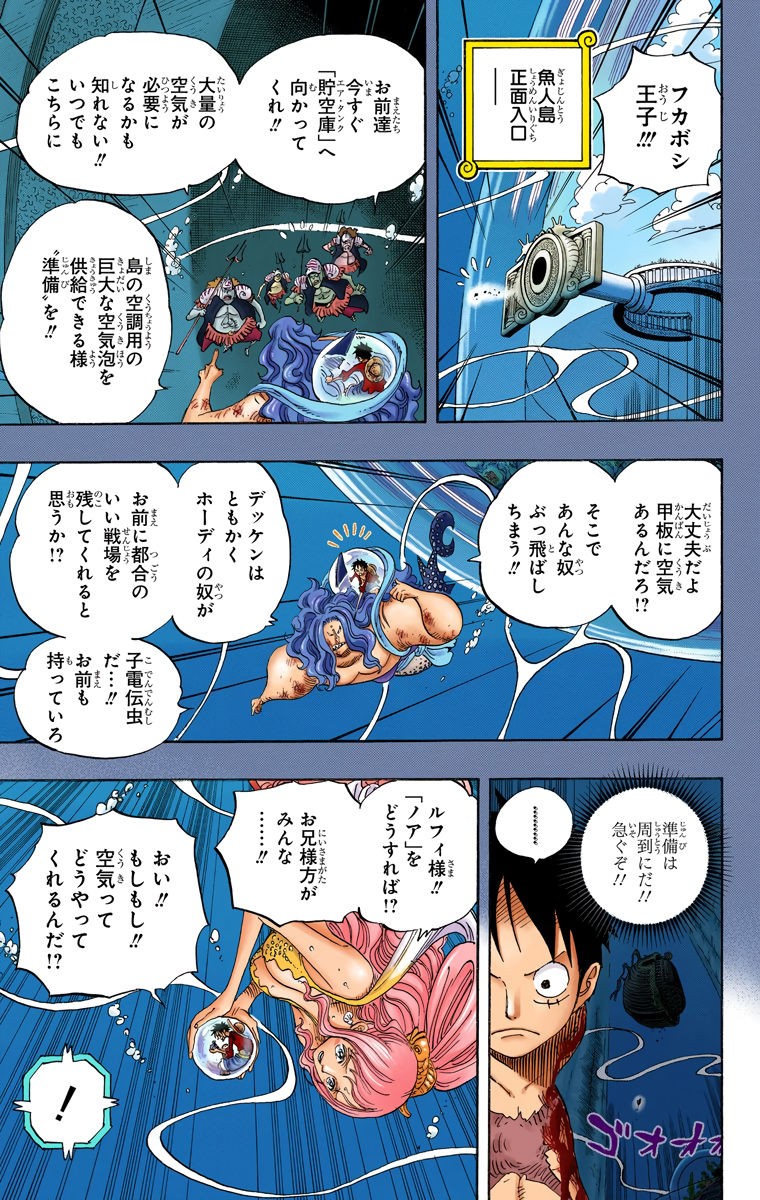 フカボシ
王子!!!
魚人島
正面入口
――
お前達
今すぐ
「貯空庫」へ
向かって
くれ!!
大量の
空気が
必要に
なるかも
知れない!!
いつでも
こちらに
島の空調用の
巨大な空気泡を
供給できる様
〝準備〟を!!
大丈夫だよ
甲板に空気
あるんだろ!?
そこで
あんな奴
ぶっ飛ばし
ちまう!!
デッケンは
ともかく
ホーディの奴が
お前に都合の
いい戦場を
残してくれると
思うか!?
子電伝虫
だ…!!
お前も
持っていろ
準備は
周到にだ!!
急ぐぞ!!
…………
ゴオオオ
ルフィ様!!
「ノア」を
どうすれば!?
お兄様方が
みんな
……!!
おい!!
もしもし!!
空気って
どうやって
くれるんだ!?
!